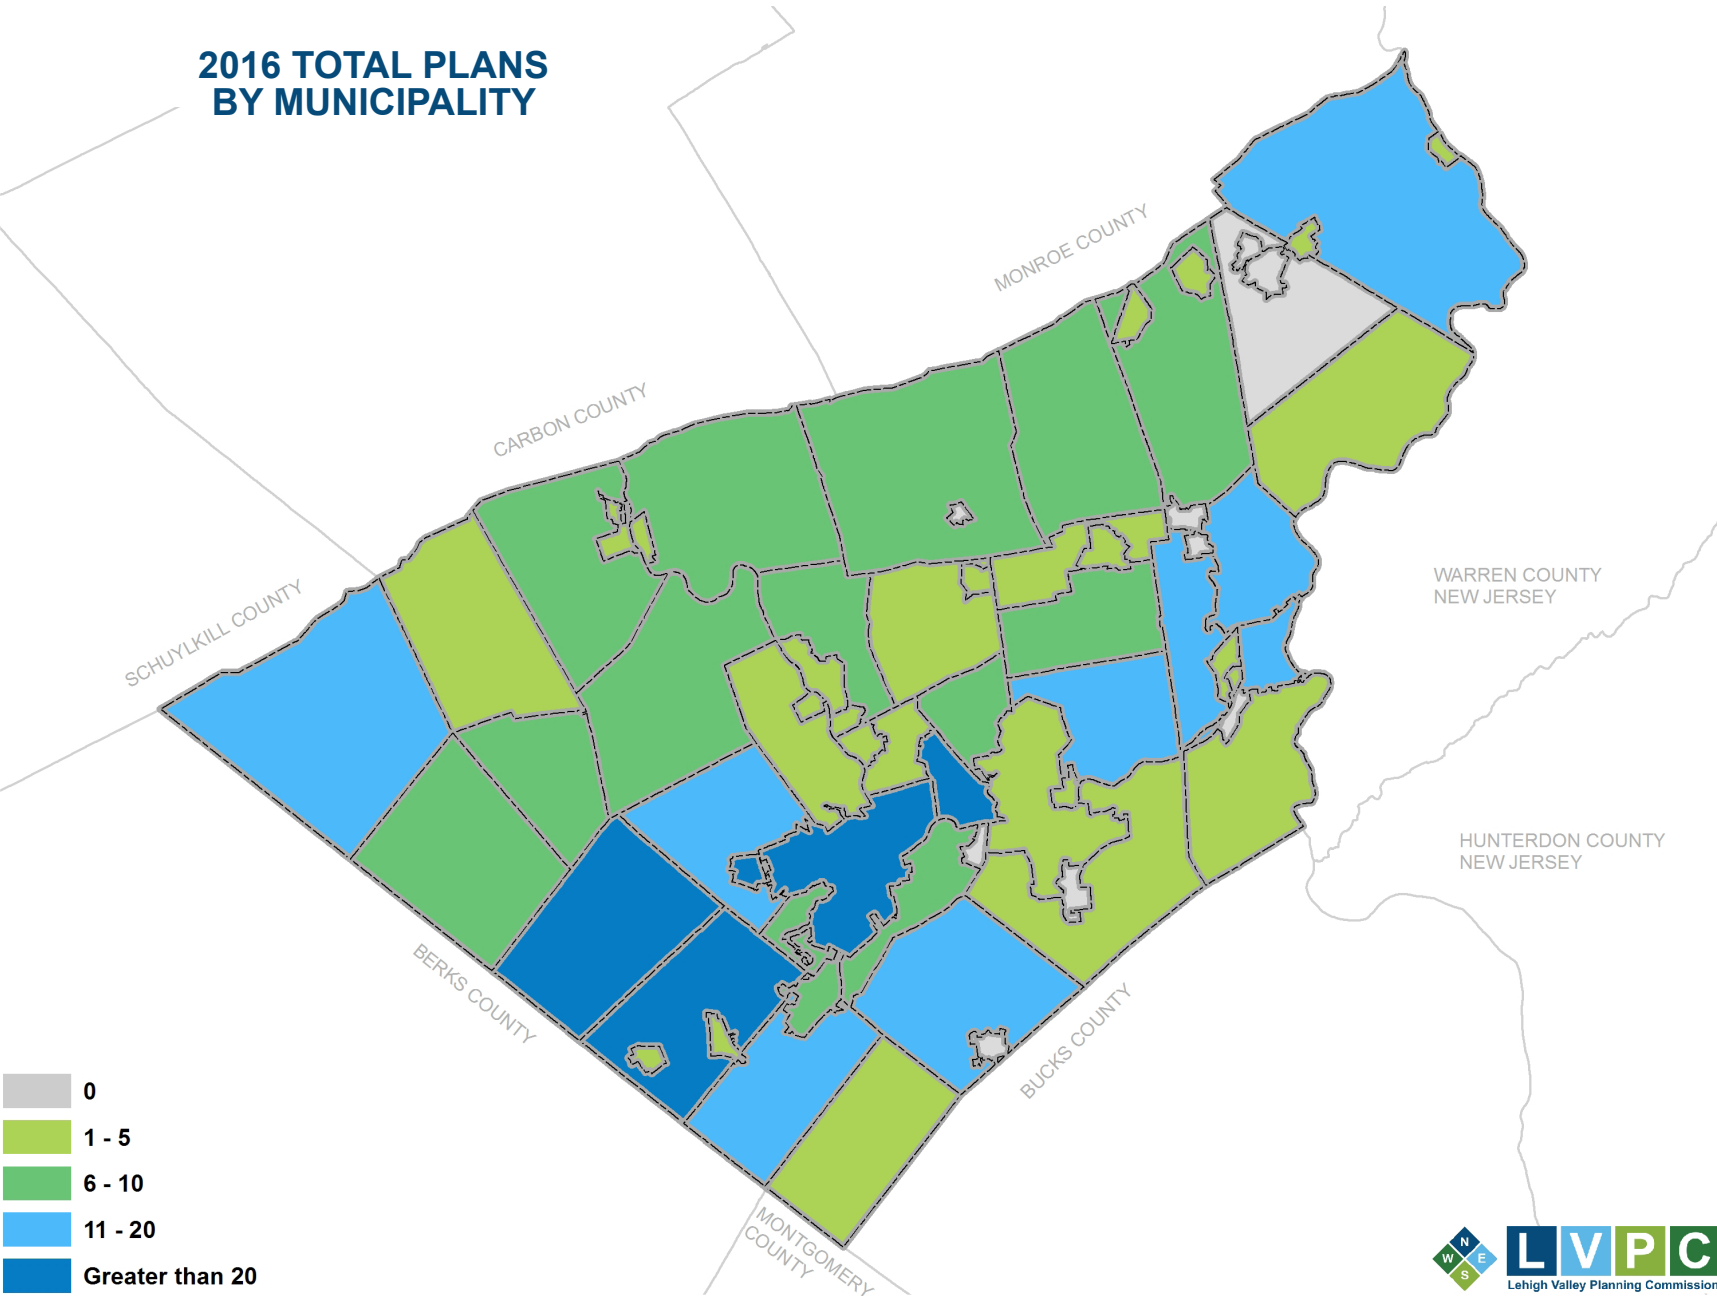 2016 TOTAL PLANS
BY MUNICIPALITY
MONROE COUNTY
CARBON COUNTY
SCHUYLKILL COUNTY
WARREN COUNTY
NEW JERSEY
HUNTERDON COUNTY
NEW JERSEY
BERKS COUNTY
BUCKS COUNTY
MONTGOMERY
COUNTY
0
1 - 5
6 - 10
11 - 20
Greater than 20
N
W E
S
LVPC
Lehigh Valley Planning Commission